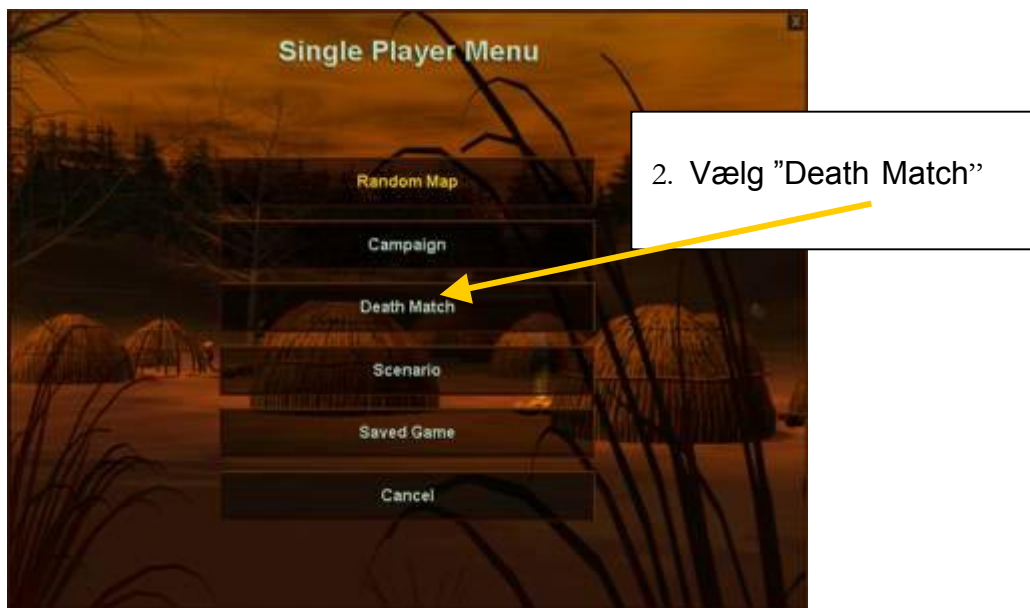 Single Player Menu
X
2. Vælg ”Death Match”
Random Map
Campaign
Death Match
Scenario
Saved Game
Cancel